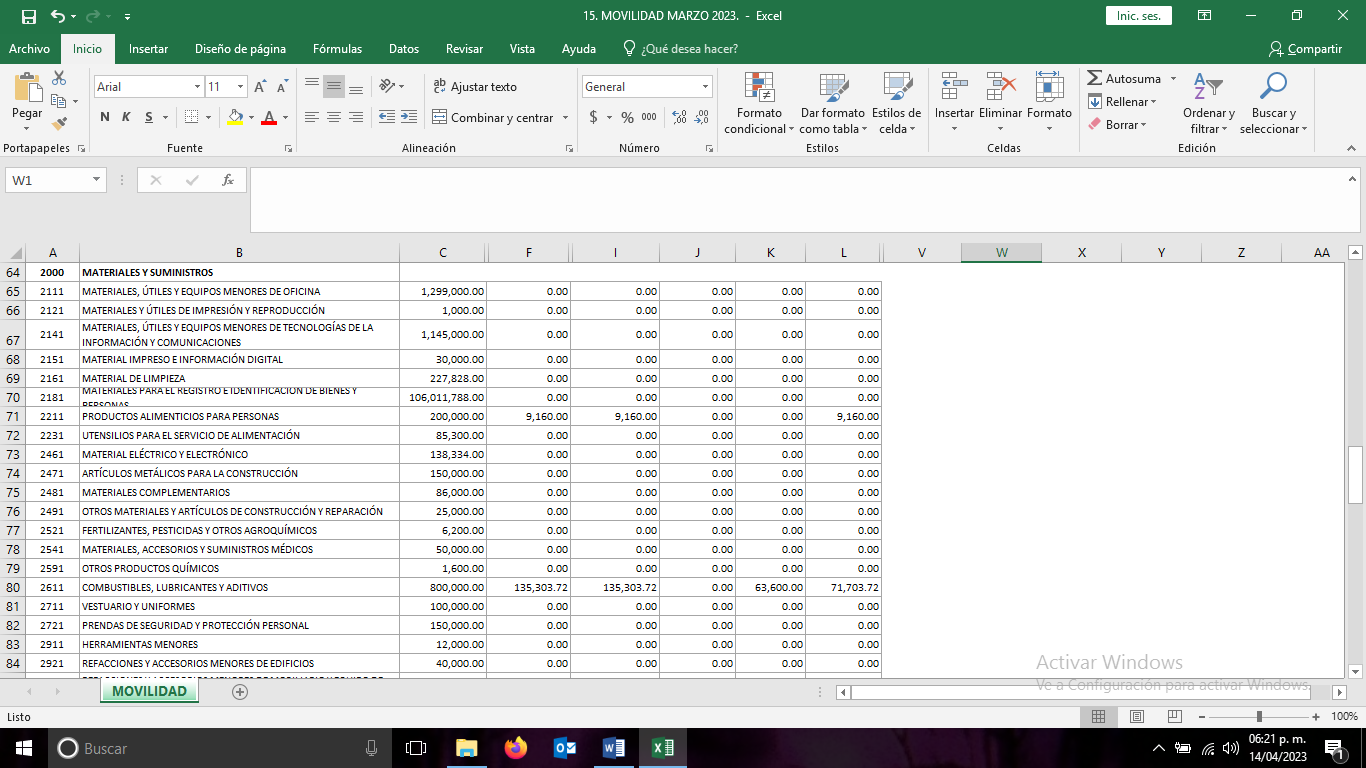 15. MOVILIDAD MARZO 2023. - Excel
Inic. ses.
Archivo Inicio Insertar Diseño de página Fórmulas Datos Revisar Vista Ayuda ¿Qué desea hacer? Compartir
Pegar
Arial 11
N K S
Ajustar texto
Combinar y centrar
General
$ % 000
Formato condicional
Dar formato como tabla
Estilos de celda
Insertar Eliminar Formato
Autosuma
Rellenar
Borrar
Ordenar y filtrar
Buscar y seleccionar
Portapapeles Fuente Alineación Número Estilos Celdas Edición
W1 fx
A B C F I J K L V W X Y Z AA
64 2000 MATERIALES Y SUMINISTROS
65 2111 MATERIALES, ÚTILES Y EQUIPOS MENORES DE OFICINA 1,299,000.00 0.00 0.00 0.00 0.00 0.00
66 2121 MATERIALES Y ÚTILES DE IMPRESIÓN Y REPRODUCCIÓN 1,000.00 0.00 0.00 0.00 0.00 0.00
67 2141 MATERIALES, ÚTILES Y EQUIPOS MENORES DE TECNOLOGÍAS DE LA INFORMACIÓN Y COMUNICACIONES 1,145,000.00 0.00 0.00 0.00 0.00 0.00
68 2151 MATERIAL IMPRESO E INFORMACIÓN DIGITAL 30,000.00 0.00 0.00 0.00 0.00 0.00
69 2161 MATERIAL DE LIMPIEZA 227,828.00 0.00 0.00 0.00 0.00 0.00
70 2181 MATERIALES PARA EL REGISTRO E IDENTIFICACIÓN DE BIENES Y PERSONAS 106,011,788.00 0.00 0.00 0.00 0.00 0.00
71 2211 PRODUCTOS ALIMENTICIOS PARA PERSONAS 200,000.00 9,160.00 9,160.00 0.00 0.00 9,160.00
72 2231 UTENSILIOS PARA EL SERVICIO DE ALIMENTACIÓN 85,300.00 0.00 0.00 0.00 0.00 0.00
73 2461 MATERIAL ELÉCTRICO Y ELECTRÓNICO 138,334.00 0.00 0.00 0.00 0.00 0.00
74 2471 ARTÍCULOS METÁLICOS PARA LA CONSTRUCCIÓN 150,000.00 0.00 0.00 0.00 0.00 0.00
75 2481 MATERIALES COMPLEMENTARIOS 86,000.00 0.00 0.00 0.00 0.00 0.00
76 2491 OTROS MATERIALES Y ARTÍCULOS DE CONSTRUCCIÓN Y REPARACIÓN 25,000.00 0.00 0.00 0.00 0.00 0.00
77 2521 FERTILIZANTES, PESTICIDAS Y OTROS AGROQUÍMICOS 6,200.00 0.00 0.00 0.00 0.00 0.00
78 2541 MATERIALES, ACCESORIOS Y SUMINISTROS MÉDICOS 50,000.00 0.00 0.00 0.00 0.00 0.00
79 2591 OTROS PRODUCTOS QUÍMICOS 1,600.00 0.00 0.00 0.00 0.00 0.00
80 2611 COMBUSTIBLES, LUBRICANTES Y ADITIVOS 800,000.00 135,303.72 135,303.72 0.00 63,600.00 71,703.72
81 2711 VESTUARIO Y UNIFORMES 100,000.00 0.00 0.00 0.00 0.00 0.00
82 2721 PRENDAS DE SEGURIDAD Y PROTECCIÓN PERSONAL 150,000.00 0.00 0.00 0.00 0.00 0.00
83 2911 HERRAMIENTAS MENORES 12,000.00 0.00 0.00 0.00 0.00 0.00
84 2921 REFACCIONES Y ACCESORIOS MENORES DE EDIFICIOS 40,000.00 0.00 0.00 0.00 0.00 0.00
Activar Windows
Ve a Configuración para activar Windows.
MOVILIDAD
Listo
100%
Buscar
06:21 p. m.
14/04/2023
1